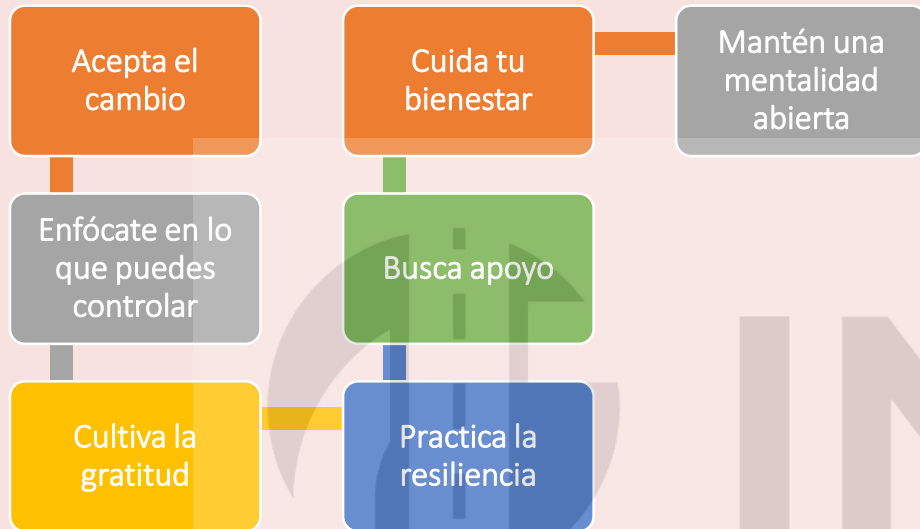 Acepta el
cambio
Enfócate en lo
que puedes
controlar
Cultiva la
gratitud
Practica la
resiliencia
Busca apoyo
Cuida tu
bienestar
Mantén una
mentalidad
abierta